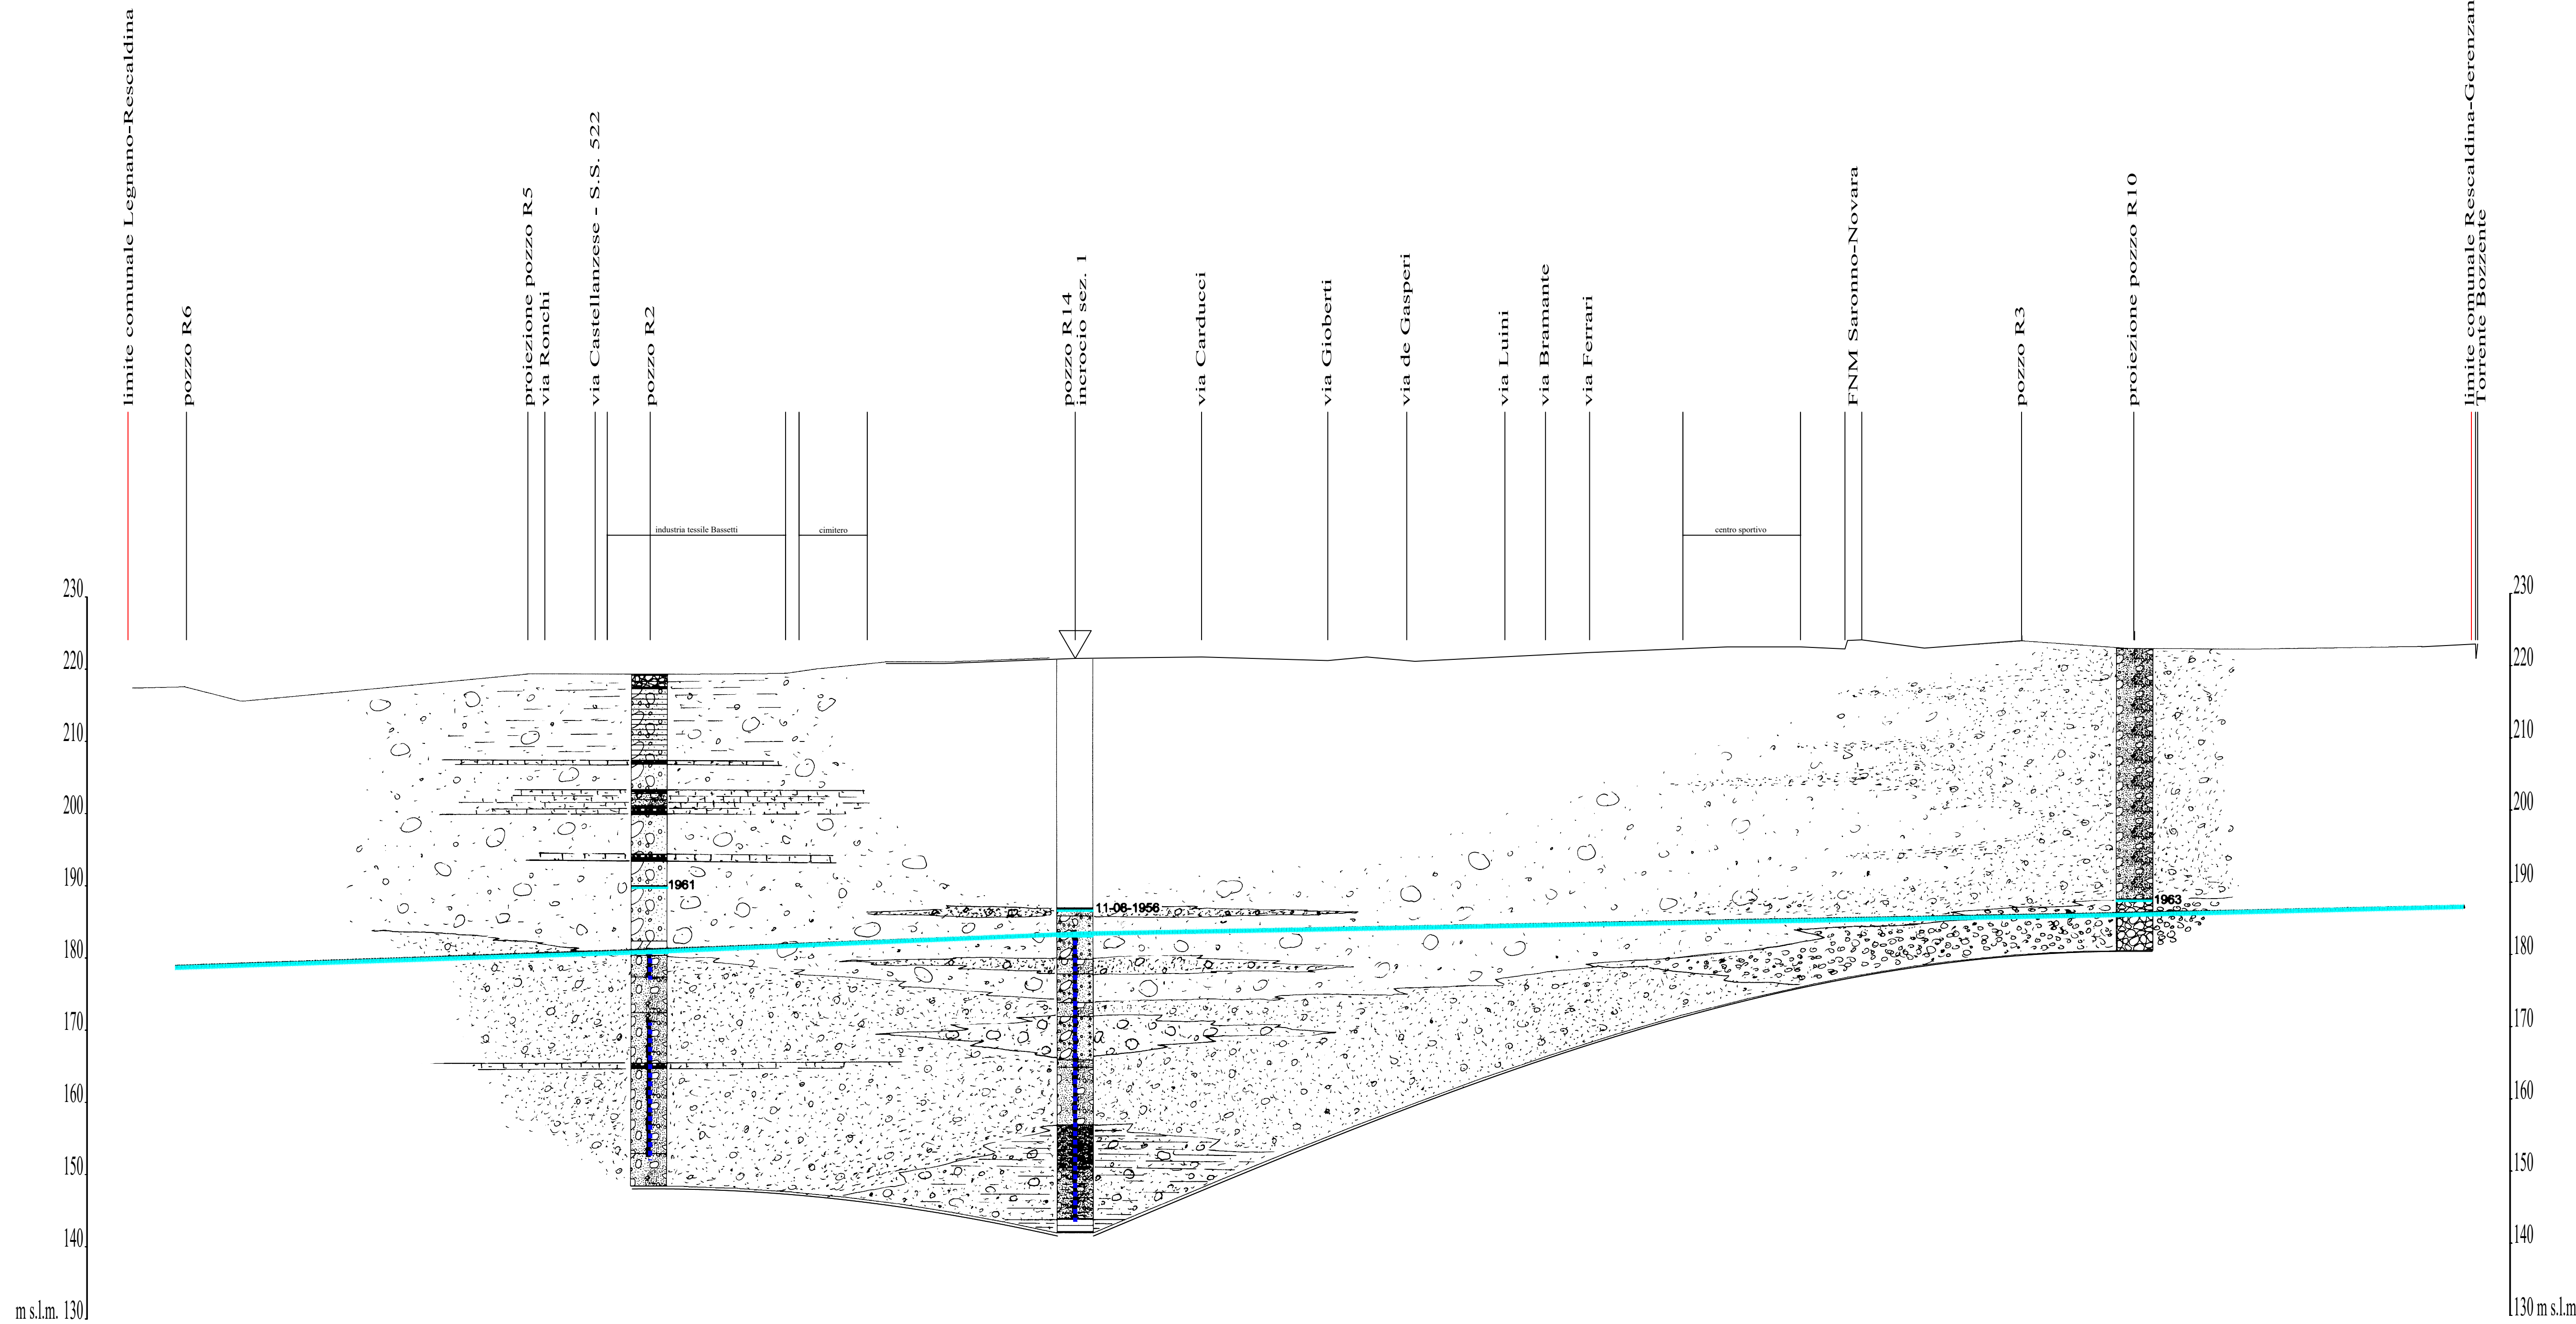 limite comunale Legnano-Rescaldina
pozzo R6
proiezione pozzo R5
via Ronchi
via Castellanzese - S.S. 522
pozzo R2
pozzo R14
incrocio sez. 1
via Carducci
via Gioberti
via de Gasperi
via Luini
via Bramante
via Ferrari
FNM Saronno-Novara
pozzo R3
proiezione pozzo R10
limite comunale Rescaldina-Gerenzan
Torrente Bozzente
industria tessile Bassetti
cimitero
centro sportivo
230
220
210
200
190
180
170
160
150
140
m s.l.m. 130
1961
11-06-1956
1963
230
220
210
200
190
180
170
160
150
140
130 m s.l.m